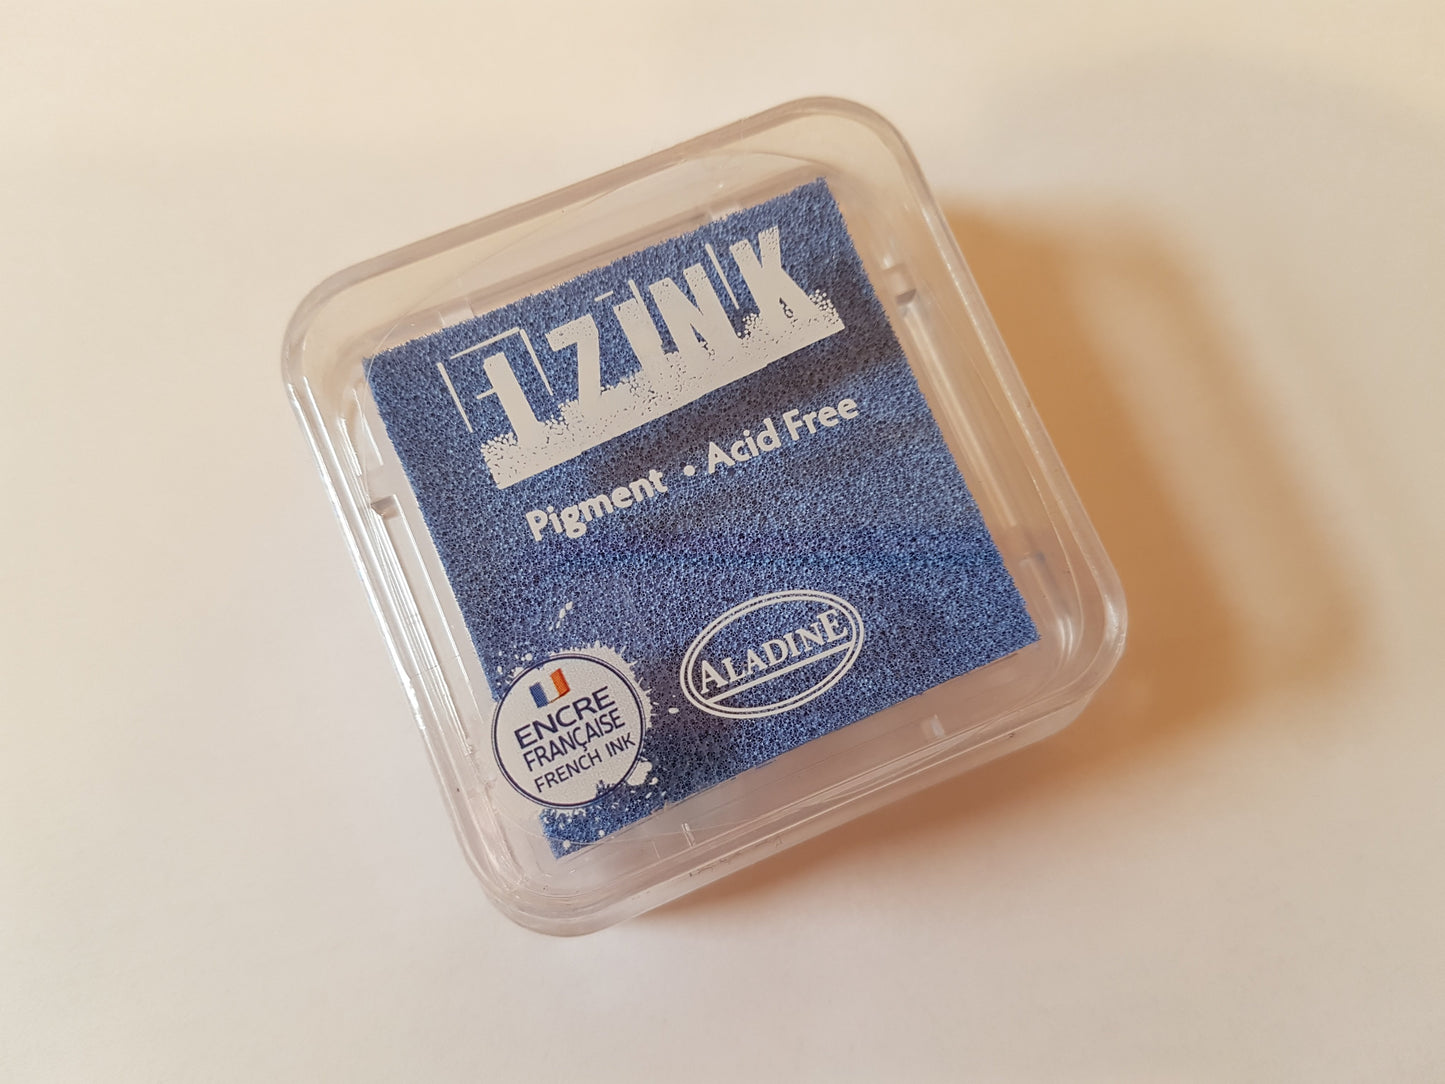 IZINK
Pigment • Acid Free
ALADINE
ENCRE
FRANÇAISE
FRENCH INK